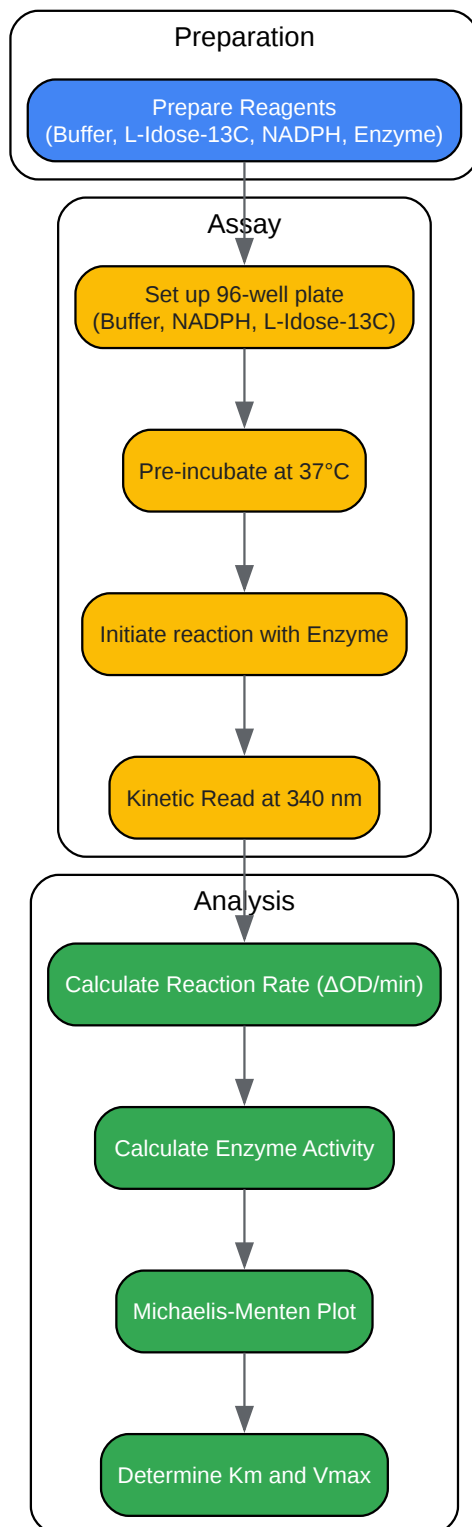 Preparation
Prepare Reagents
(Buffer, L-Idose-13C, NADPH, Enzyme)
Assay
Set up 96-well plate
(Buffer, NADPH, L-Idose-13C)
Pre-incubate at 37°C
Initiate reaction with Enzyme
Kinetic Read at 340 nm
Analysis
Calculate Reaction Rate (ΔOD/min)
Calculate Enzyme Activity
Michaelis-Menten Plot
Determine Km and Vmax